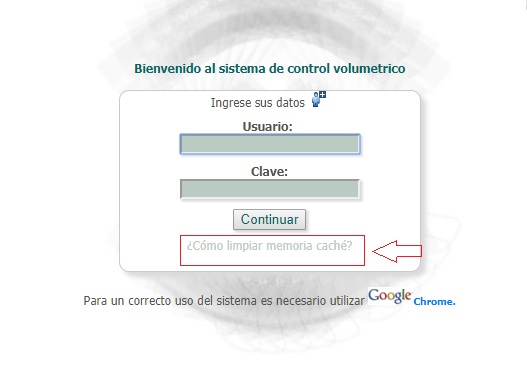 Bienvenido al sistema de control volumetrico
Ingrese sus datos
Usuario:
Clave:
Continuar
¿Cómo limpiar memoria caché?
Para un correcto uso del sistema es necesario utilizar Google Chrome.